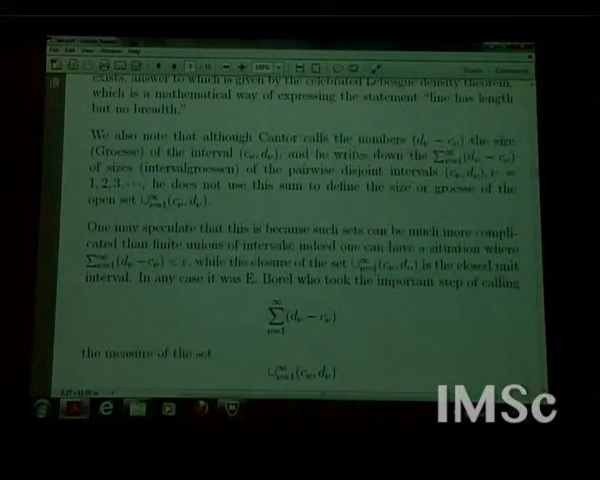 exists, answer to which is given by the celebrated Lebesgue density theorem,
which is a mathematical way of expressing the statement “line has length
but no breadth.”
We also note that although Cantor calls the numbers (d_ν − c_ν) the size
(Groesse) of the interval (c_ν, d_ν), and he writes down the ∑_{ν=1}^∞ (d_ν − c_ν)
of sizes (intervalgroessen) of the pairwise disjoint intervals (c_ν, d_ν), ν =
1, 2, 3, ⋯, he does not use this sum to define the size or groesse of the
open set ∪_{ν=1}^∞ (c_ν, d_ν).
One may speculate that this is because such sets can be much more compli-
cated than finite unions of intervals; indeed one can have a situation where
∑_{ν=1}^∞ (d_ν − c_ν) < ε, while the closure of the set ∪_{ν=1}^∞ (c_ν, d_ν) is the closed unit
interval. In any case it was E. Borel who took the important step of calling
∑_{ν=1}^∞ (d_ν − c_ν)
the measure of the set
∪_{ν=1}^∞ (c_ν, d_ν)
IMSc